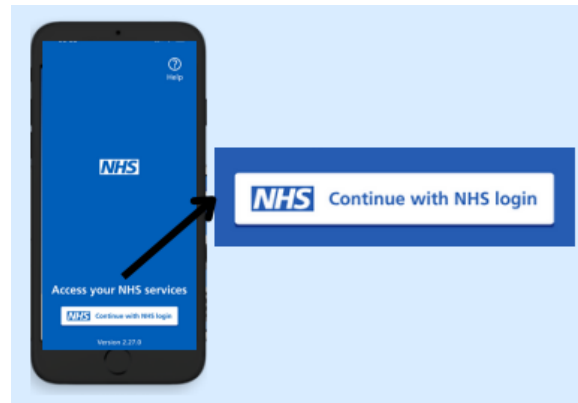 Help
NHS
Access your NHS services
NHS Continue with NHS login
Version 2.27.0
NHS Continue with NHS login